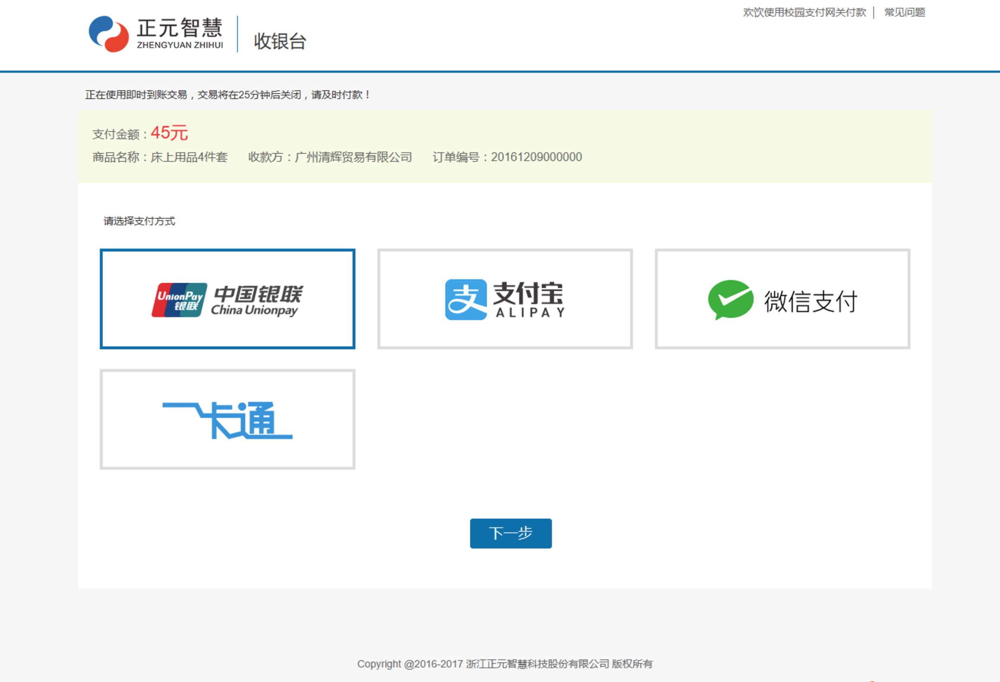 欢饮使用校园支付网关付款 | 常见问题
正元智慧
ZHENGYUAN ZHIHUI
收银台
正在使用即时到账交易，交易将在25分钟后关闭，请及时付款！
支付金额：45元
商品名称：床上用品4件套 收款方：广州清辉贸易有限公司 订单编号：20161209000000
请选择支付方式
UnionPay
银联
中国银联
China Unionpay
支
支付宝
ALIPAY
微信支付
一卡通
下一步
Copyright @2016-2017 浙江正元智慧科技股份有限公司 版权所有